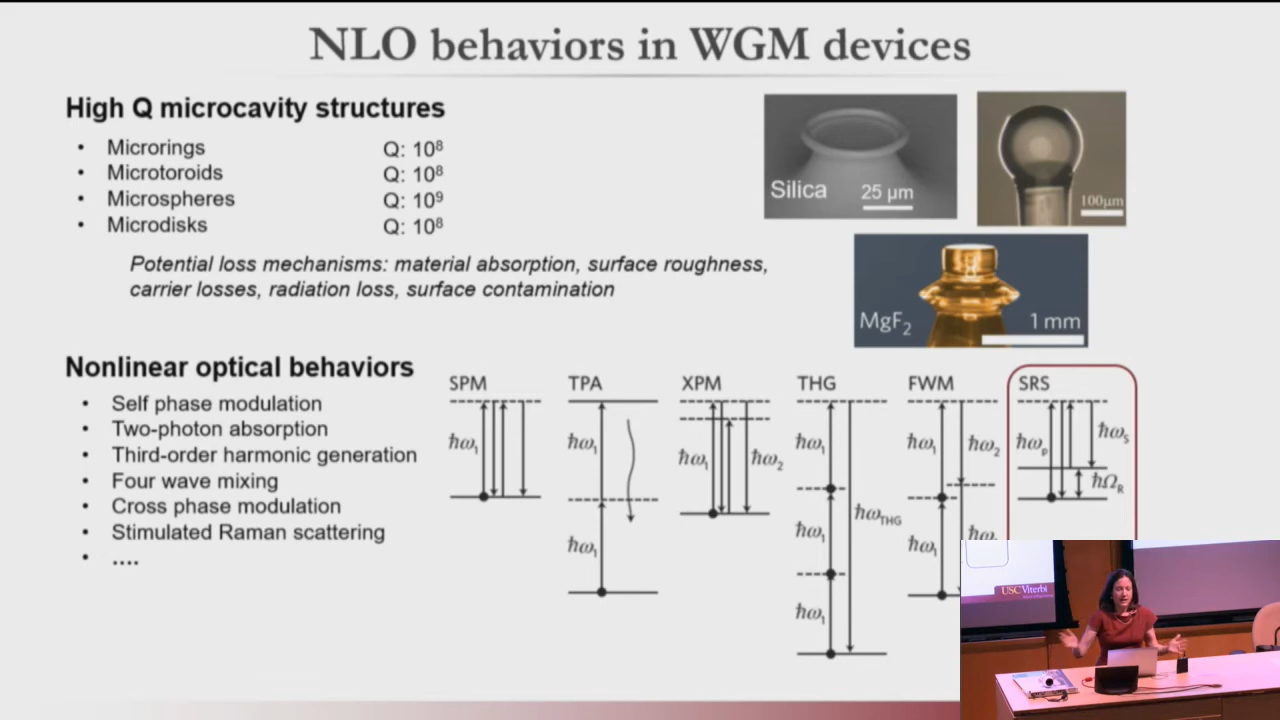 NLO behaviors in WGM devices
High Q microcavity structures
• Microrings Q: 10⁸
• Microtoroids Q: 10⁸
• Microspheres Q: 10⁹
• Microdisks Q: 10⁸
Potential loss mechanisms: material absorption, surface roughness,
carrier losses, radiation loss, surface contamination
Silica 25 µm
100µm
MgF₂ 1 mm
Nonlinear optical behaviors
• Self phase modulation
• Two-photon absorption
• Third-order harmonic generation
• Four wave mixing
• Cross phase modulation
• Stimulated Raman scattering
• ....
SPM
ħω₁
TPA
ħω₁
ħω₁
XPM
ħω₁ ħω₂
THG
ħω₁
ħω₁
ħω₁
ħω_THG
FWM
ħω₁ ħω₂
ħω₁
SRS
ħω_p ħω_S
ħΩ_R
USC Viterbi